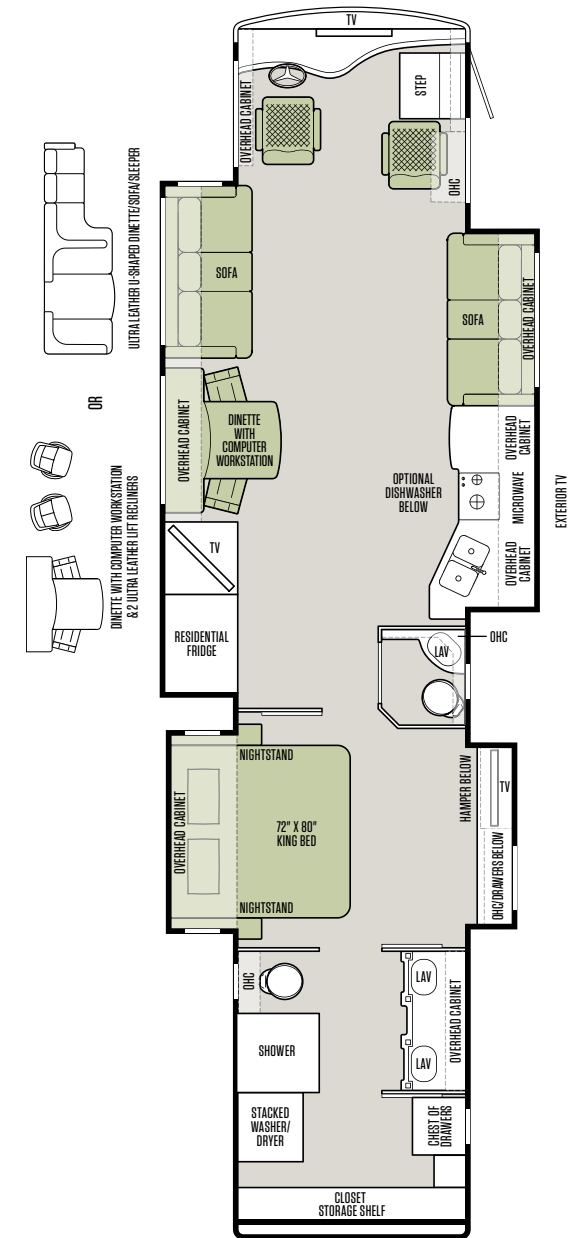 TV
OVERHEAD CABINET
STEP
OHC
SOFA
SOFA
OVERHEAD CABINET
ULTRA LEATHER U-SHAPED DINETTE/SOFA/SLEEPER
OR
DINETTE WITH COMPUTER WORKSTATION
& 2 ULTRA LEATHER LIFT RECLINERS
OVERHEAD CABINET
DINETTE
WITH
COMPUTER
WORKSTATION
OVERHEAD
CABINET
OPTIONAL
DISHWASHER
BELOW
MICROWAVE
EXTERIOR TV
TV
OVERHEAD
CABINET
RESIDENTIAL
FRIDGE
LAV
OHC
NIGHTSTAND
OVERHEAD CABINET
72" X 80"
KING BED
NIGHTSTAND
HAMPER BELOW
TV
OHC/DRAWERS BELOW
OHC
LAV
OVERHEAD CABINET
LAV
SHOWER
STACKED
WASHER/
DRYER
CHEST OF
DRAWERS
CLOSET
STORAGE SHELF